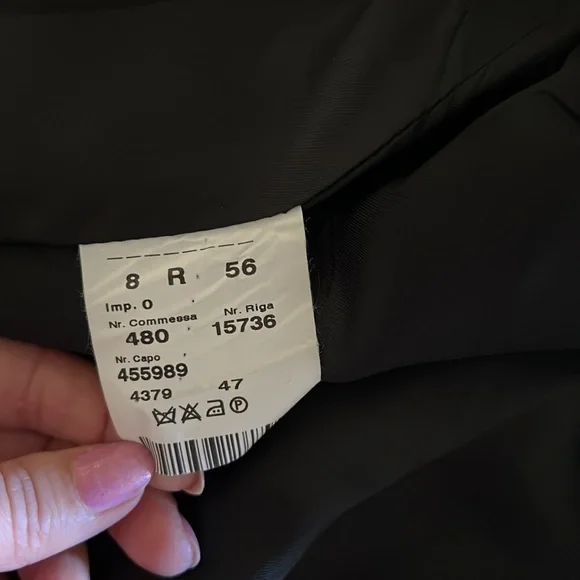 8 R 56
Imp. 0
Nr. Commessa Nr. Riga
480 15736
Nr. Capo
455989
4379 47
P